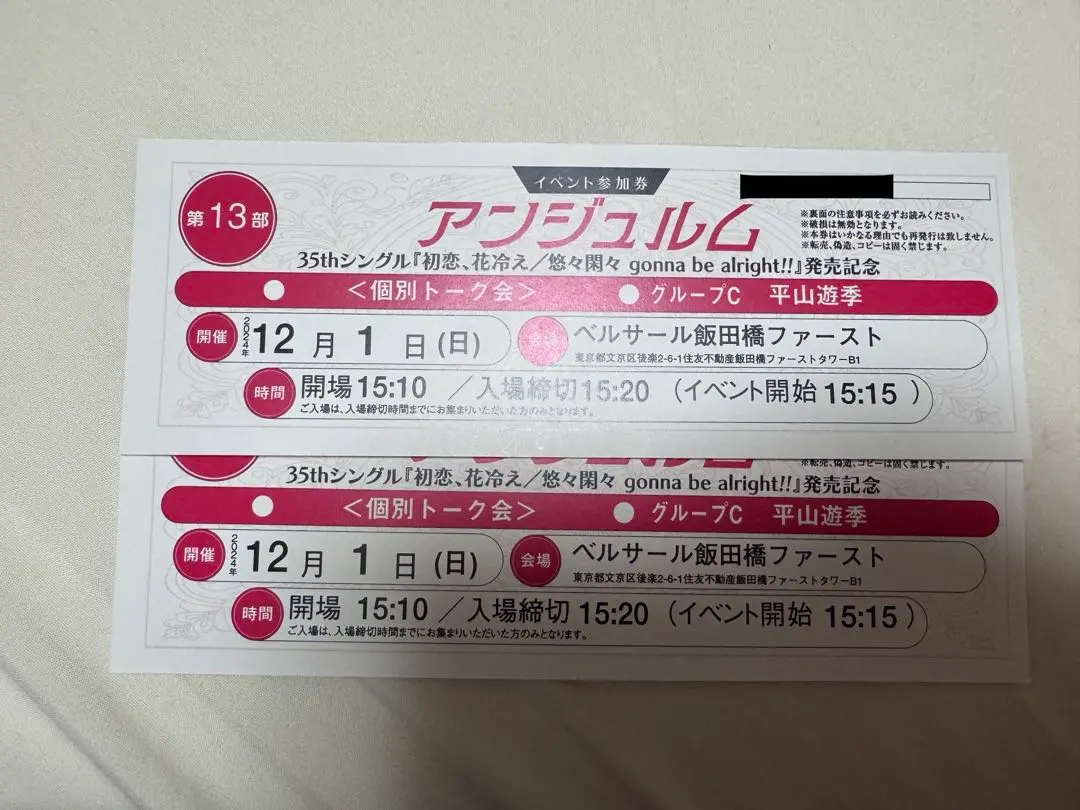 イベント参加券
第13部
アンジュルム
※裏面の注意事項を必ずお読みください。
※破損は無効となります。
※本券はいかなる理由でも再発行は致しません。
※転売、偽造、コピーは固く禁じます。
35thシングル『初恋、花冷え／悠々閑々 gonna be alright!!』発売記念
＜個別トーク会＞ グループC 平山遊季
開催 2024年 12月 1日(日) 会場 ベルサール飯田橋ファースト
東京都文京区後楽2-6-1住友不動産飯田橋ファーストタワーB1
時間 開場 15:10 ／入場締切 15:20 （イベント開始 15:15 ）
ご入場は、入場締切時間までにお集まりいただいた方のみとなります。
※転売、偽造、コピーは固く禁じます。
35thシングル『初恋、花冷え／悠々閑々 gonna be alright!!』発売記念
＜個別トーク会＞ グループC 平山遊季
開催 2024年 12月 1日(日) 会場 ベルサール飯田橋ファースト
東京都文京区後楽2-6-1住友不動産飯田橋ファーストタワーB1
時間 開場 15:10 ／入場締切 15:20 （イベント開始 15:15 ）
ご入場は、入場締切時間までにお集まりいただいた方のみとなります。